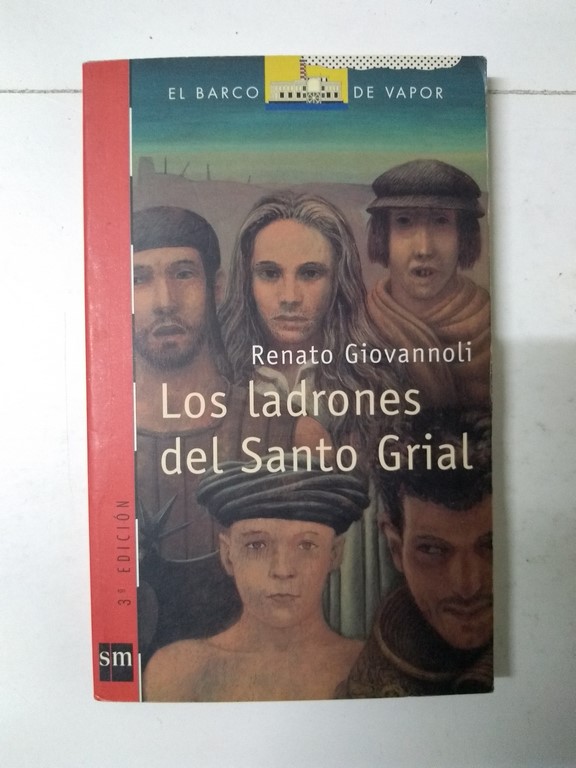 EL BARCO DE VAPOR
Renato Giovannoli
Los ladrones
del Santo Grial
3ª EDICIÓN
sm